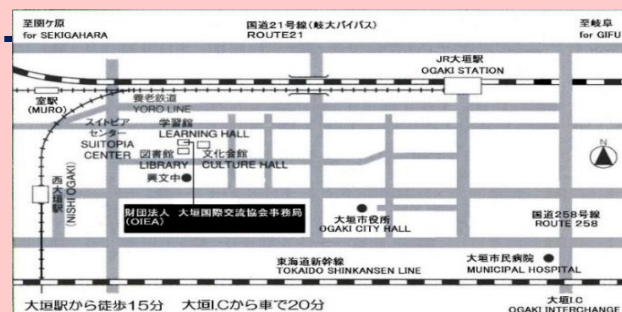 至関ケ原
for SEKIGAHARA
国道21号線(岐大バイパス)
ROUTE21
至岐阜
for GIFU
JR大垣駅
OGAKI STATION
室駅
(MURO)
養老鉄道
YORO LINE
スイトピア
センター
SUITOPIA
CENTER
学習館
LEARNING HALL
図書館
LIBRARY
文化会館
CULTURE HALL
興文中
N
西大垣駅
(NISHI OGAKI)
財団法人 大垣国際交流協会事務局
(OIEA)
大垣市役所
OGAKI CITY HALL
国道258号線
ROUTE 258
東海道新幹線
TOKAIDO SHINKANSEN LINE
大垣市民病院
MUNICIPAL HOSPITAL
大垣駅から徒歩15分 大垣I.Cから車で20分
大垣I.C
OGAKI INTERCHANGE